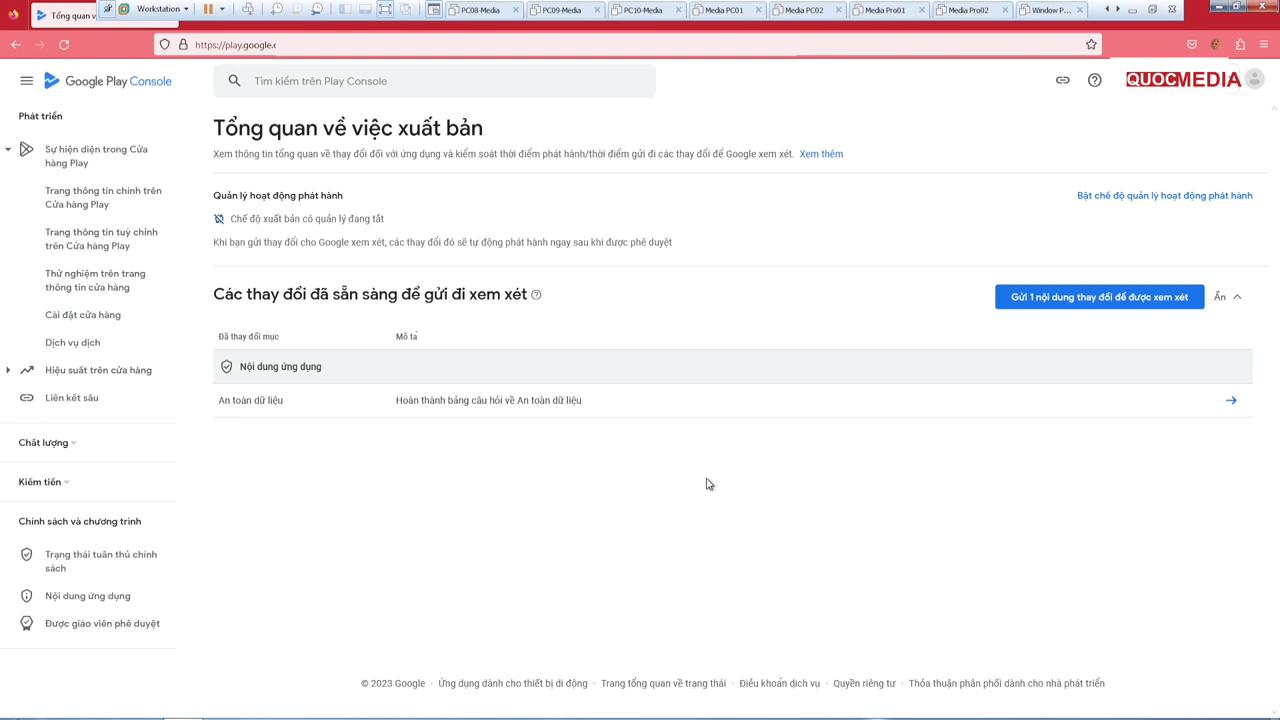 Workstation
PC08-Media
PC09-Media
PC10-Media
Media PC01
Media PC02
Media Pro01
Media Pro02
Window P...
Tổng quan v
https://play.google.c
Google Play Console
Tìm kiếm trên Play Console
QUOCMEDIA
Phát triển
Sự hiện diện trong Cửa
hàng Play
Trang thông tin chính trên
Cửa hàng Play
Trang thông tin tuỳ chỉnh
trên Cửa hàng Play
Thử nghiệm trên trang
thông tin cửa hàng
Cài đặt cửa hàng
Dịch vụ dịch
Hiệu suất trên cửa hàng
Liên kết sâu
Chất lượng
Kiếm tiền
Chính sách và chương trình
Trạng thái tuân thủ chính
sách
Nội dung ứng dụng
Được giáo viên phê duyệt
Tổng quan về việc xuất bản
Xem thông tin tổng quan về thay đổi đối với ứng dụng và kiểm soát thời điểm phát hành/thời điểm gửi đi các thay đổi để Google xem xét. Xem thêm
Quản lý hoạt động phát hành
Bật chế độ quản lý hoạt động phát hành
Chế độ xuất bản có quản lý đang tắt
Khi bạn gửi thay đổi cho Google xem xét, các thay đổi đó sẽ tự động phát hành ngay sau khi được phê duyệt
Các thay đổi đã sẵn sàng để gửi đi xem xét
Gửi 1 nội dung thay đổi để được xem xét
Ẩn
Đã thay đổi mục
Mô tả
Nội dung ứng dụng
An toàn dữ liệu
Hoàn thành bảng câu hỏi về An toàn dữ liệu
© 2023 Google · Ứng dụng dành cho thiết bị di động · Trang tổng quan về trạng thái · Điều khoản dịch vụ · Quyền riêng tư · Thỏa thuận phân phối dành cho nhà phát triển